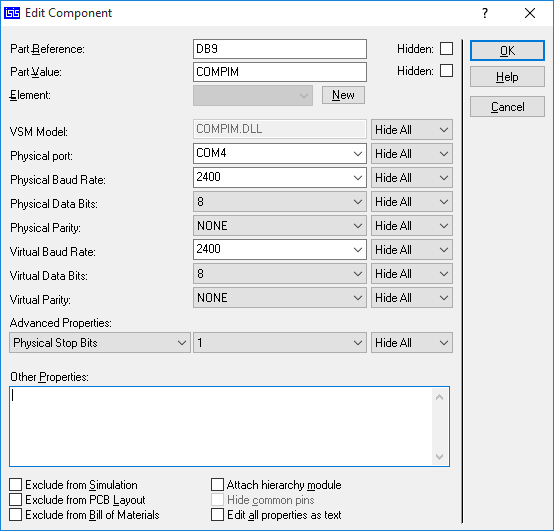 ISIS Edit Component ? ×
Part Reference: DB9 Hidden: OK
Part Value: COMPIM Hidden: Help
Element: New Cancel
VSM Model: COMPIM.DLL Hide All
Physical port: COM4 Hide All
Physical Baud Rate: 2400 Hide All
Physical Data Bits: 8 Hide All
Physical Parity: NONE Hide All
Virtual Baud Rate: 2400 Hide All
Virtual Data Bits: 8 Hide All
Virtual Parity: NONE Hide All
Advanced Properties:
Physical Stop Bits 1 Hide All
Other Properties:
Exclude from Simulation Attach hierarchy module
Exclude from PCB Layout Hide common pins
Exclude from Bill of Materials Edit all properties as text